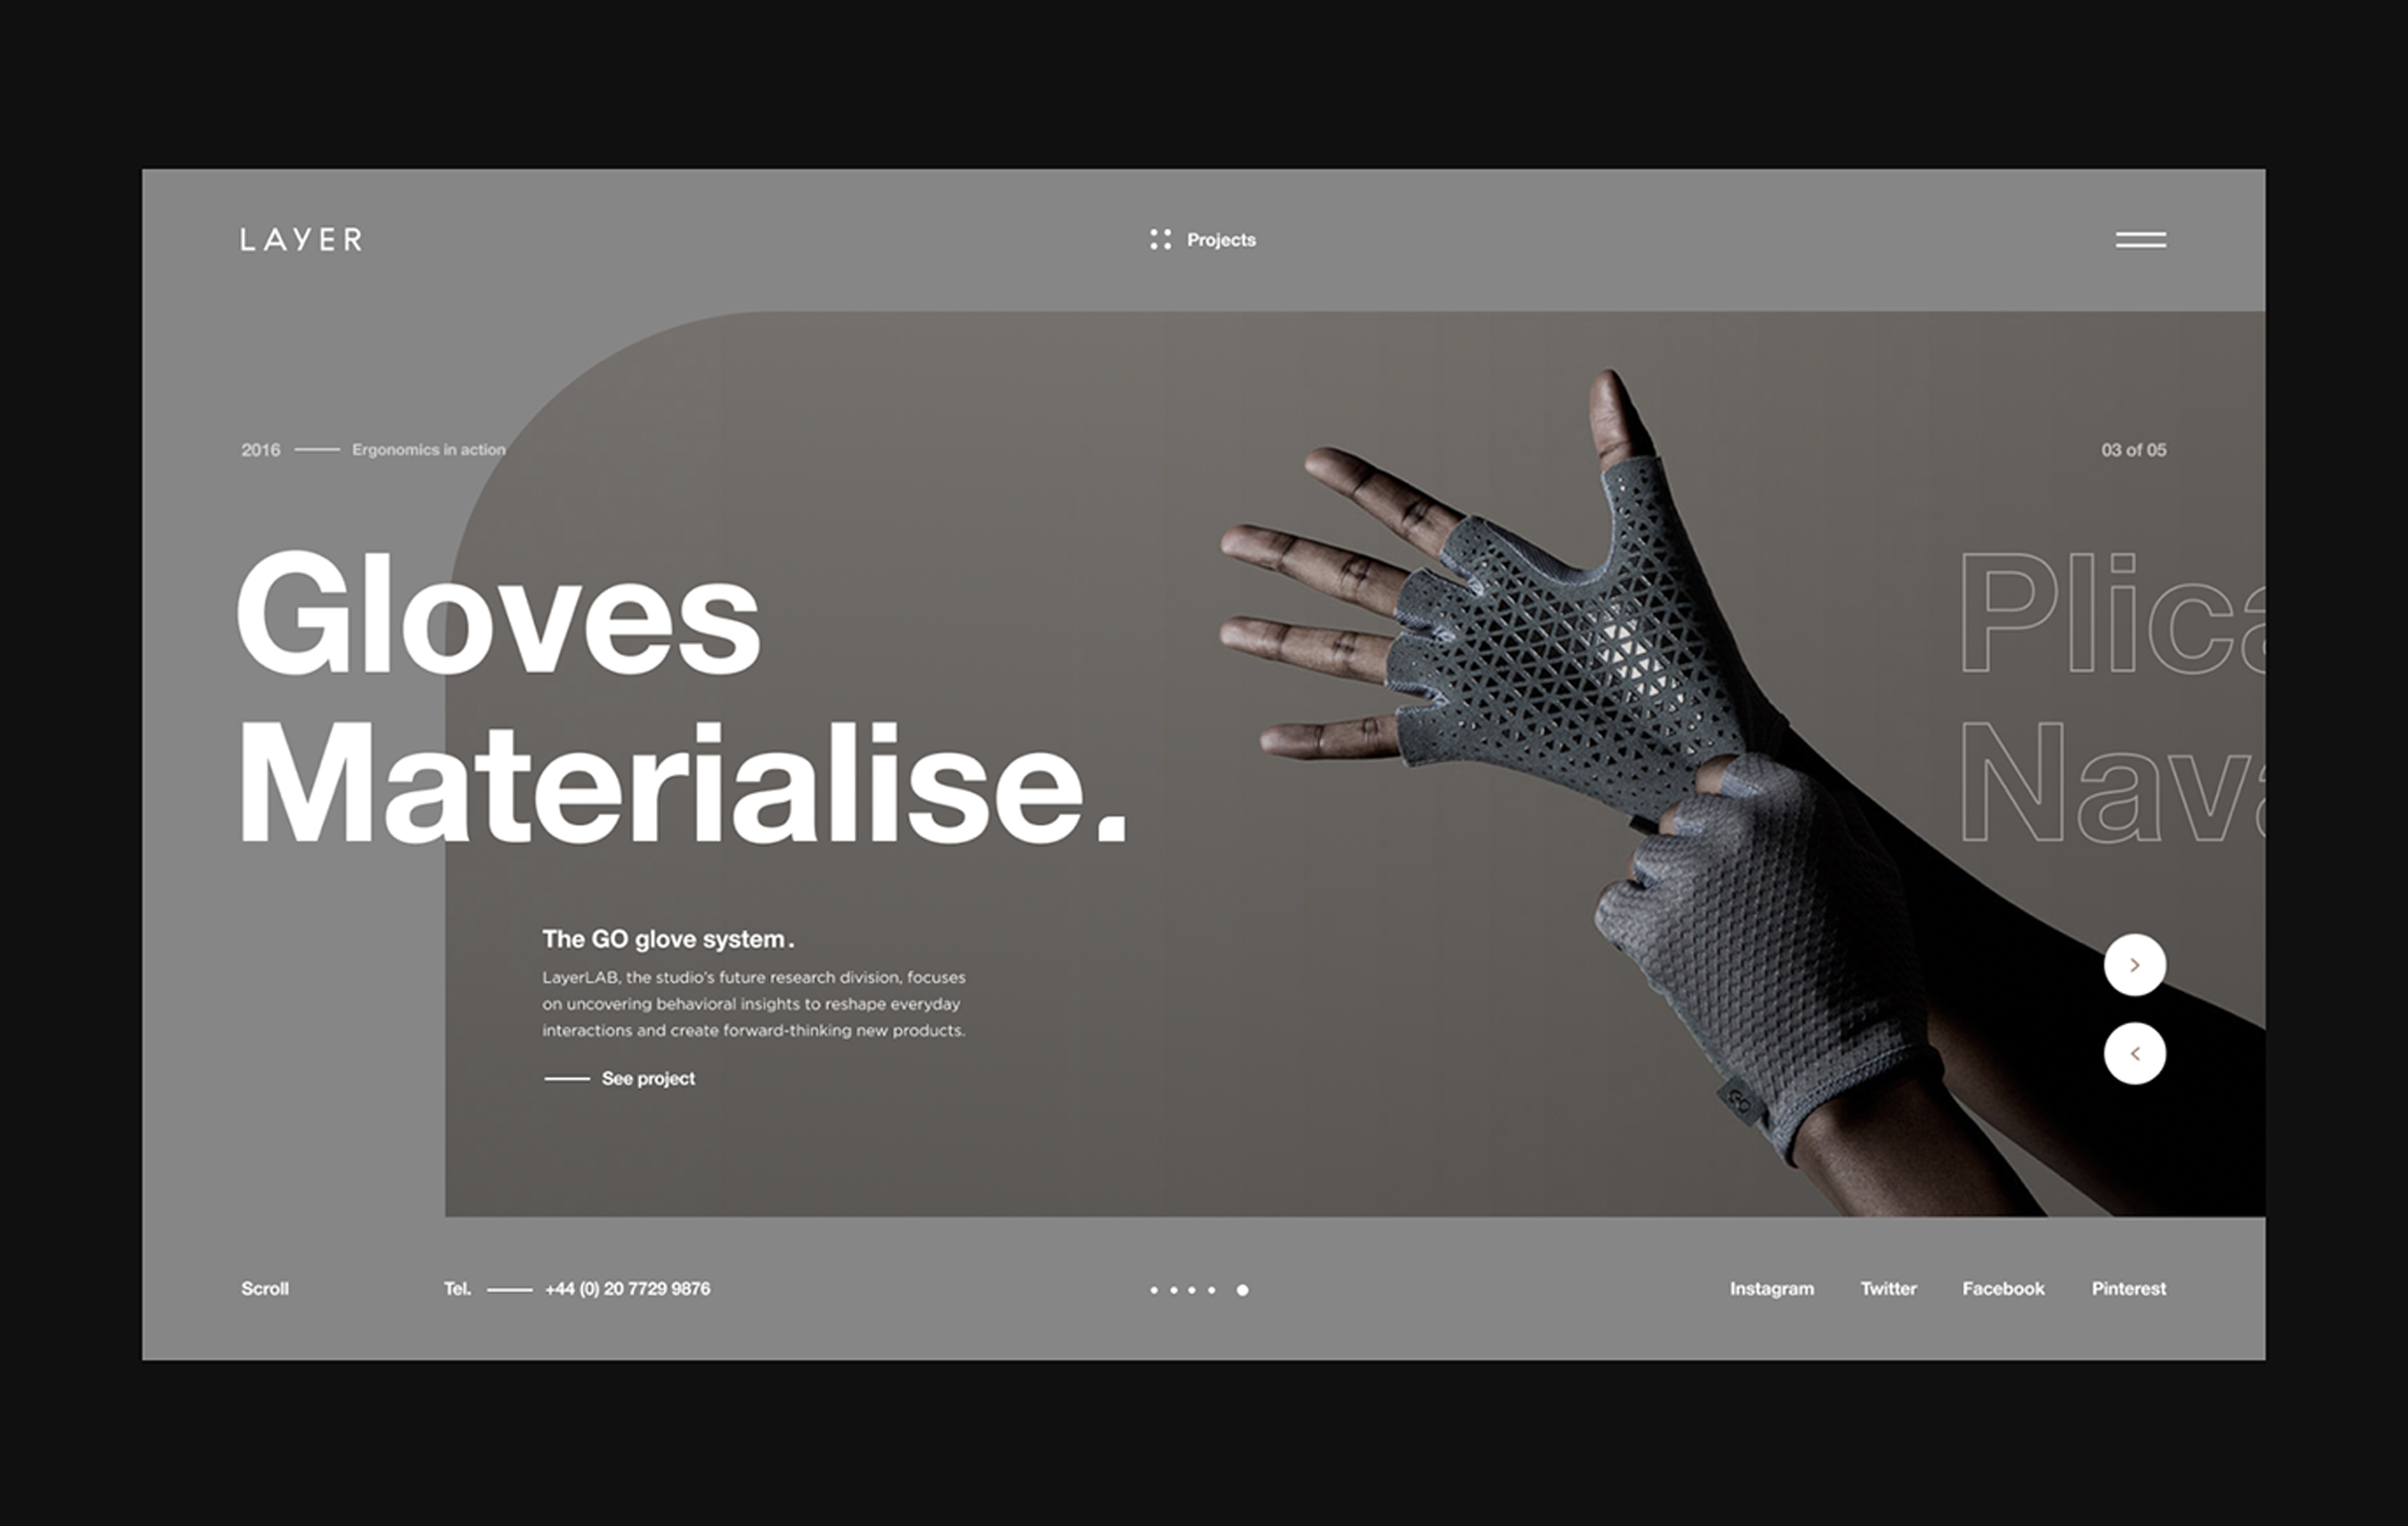 LAYER
Projects
2016 Ergonomics in action
03 of 05
Gloves
Materialise.
Plica
Nava
The GO glove system.
LayerLAB, the studio's future research division, focuses
on uncovering behavioral insights to reshape everyday
interactions and create forward-thinking new products.
See project
GO
Scroll
Tel. +44 (0) 20 7729 9876
Instagram Twitter Facebook Pinterest